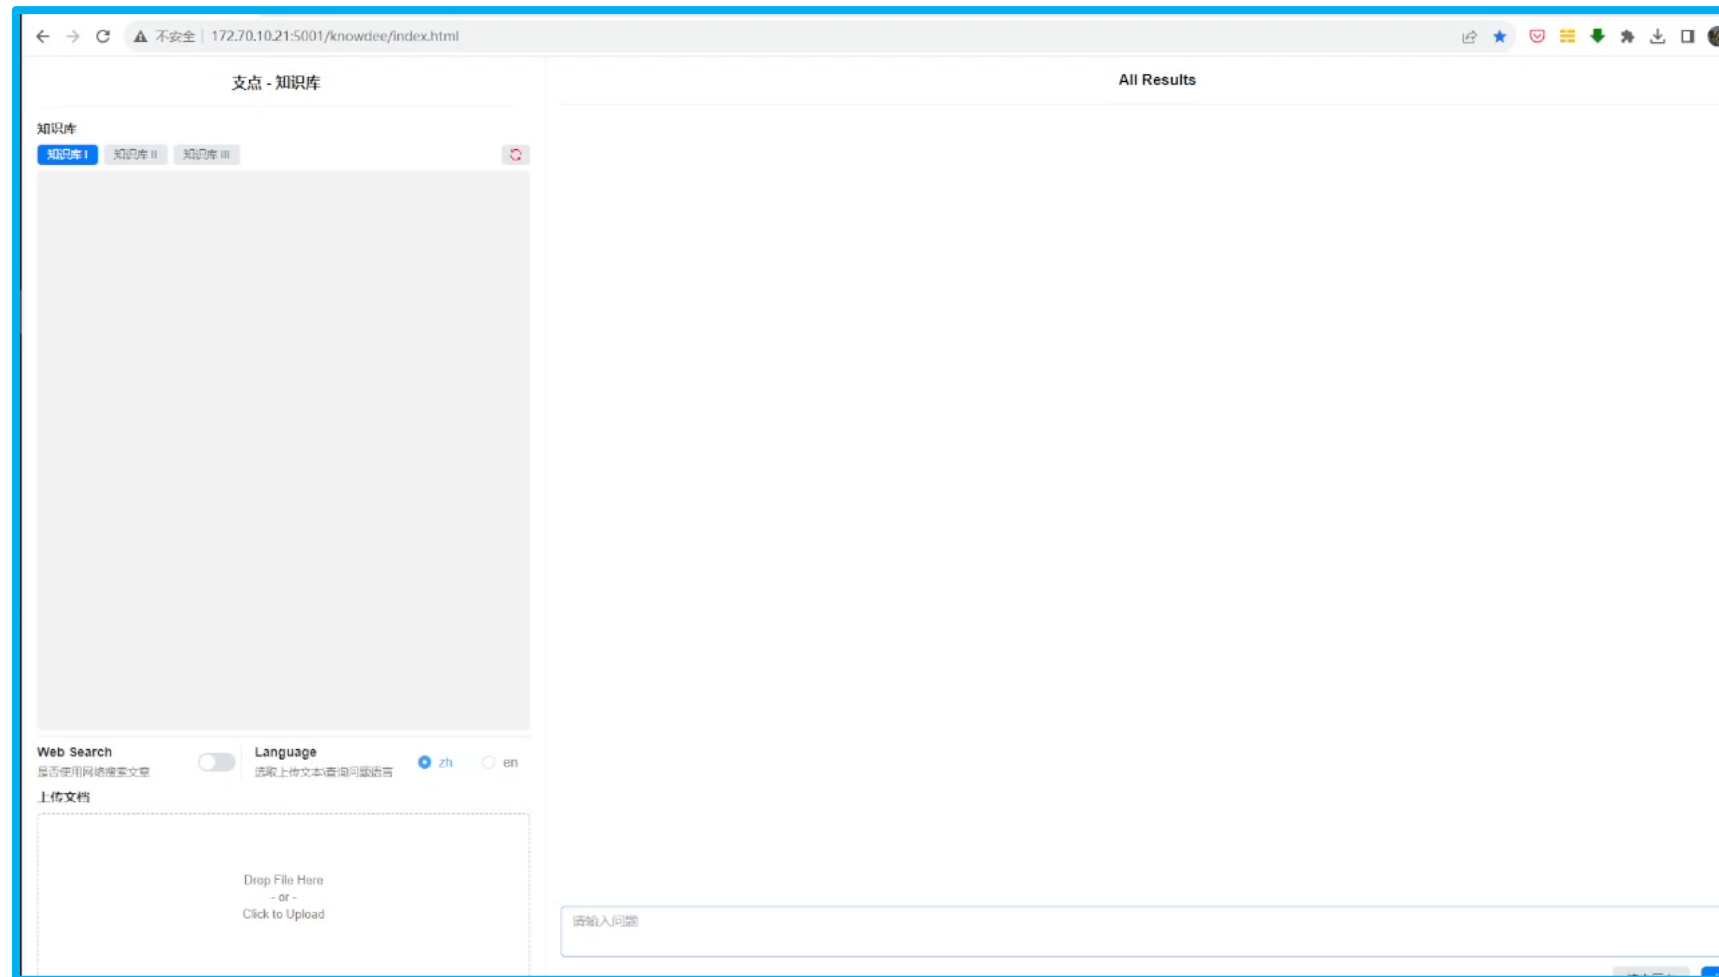 不安全 | 172.70.10.21:5001/knowdee/index.html
支点 - 知识库
知识库
知识库 I 知识库 II 知识库 III
Web Search
是否使用网络搜索文章
Language
选取上传文本\查询问题语言
zh en
上传文档
Drop File Here
- or -
Click to Upload
All Results
请输入问题